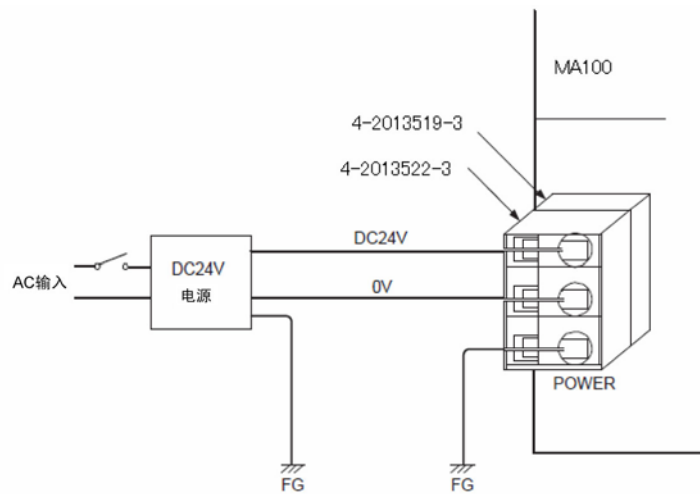 MA100
4-2013519-3
4-2013522-3
DC24V
DC24V
电源
AC输入
0V
POWER
FG
FG